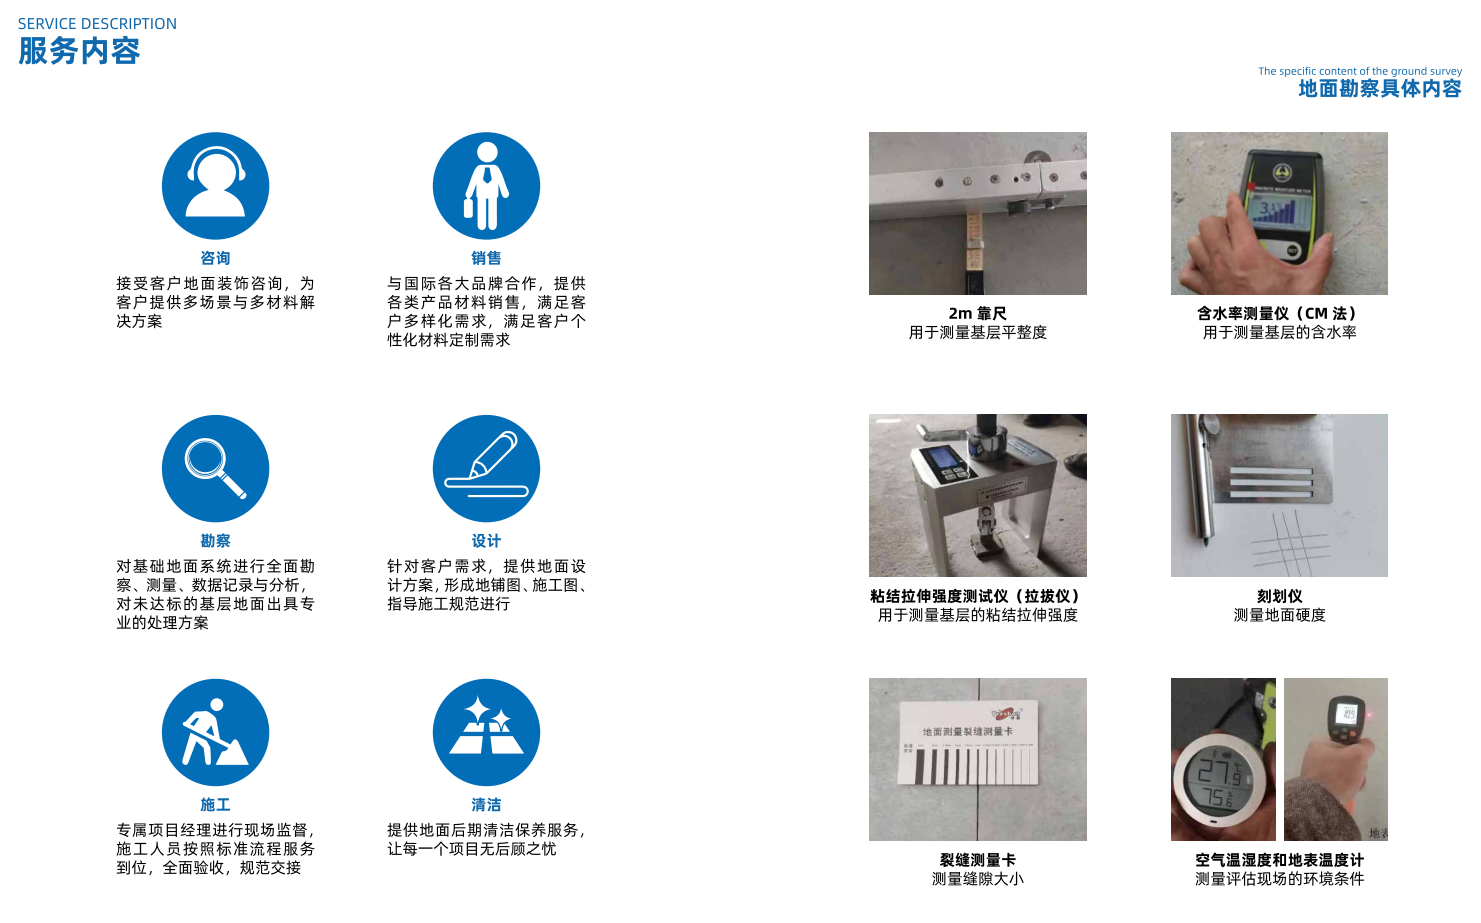 SERVICE DESCRIPTION
服务内容
The specific content of the ground survey
地面勘察具体内容
咨询
接受客户地面装饰咨询，为
客户提供多场景与多材料解
决方案
销售
与国际各大品牌合作，提供
各类产品材料销售，满足客
户多样化需求，满足客户个
性化材料定制需求
2m 靠尺
用于测量基层平整度
含水率测量仪（CM 法）
用于测量基层的含水率
勘察
对基础地面系统进行全面勘
察、测量、数据记录与分析，
对未达标的基层地面出具专
业的处理方案
设计
针对客户需求，提供地面设
计方案，形成地铺图、施工图、
指导施工规范进行
粘结拉伸强度测试仪（拉拔仪）
用于测量基层的粘结拉伸强度
刻划仪
测量地面硬度
施工
专属项目经理进行现场监督，
施工人员按照标准流程服务
到位，全面验收，规范交接
清洁
提供地面后期清洁保养服务，
让每一个项目无后顾之忧
地面测量裂缝测量卡
裂缝测量卡
测量缝隙大小
27.9
75.6
地表
空气温湿度和地表温度计
测量评估现场的环境条件